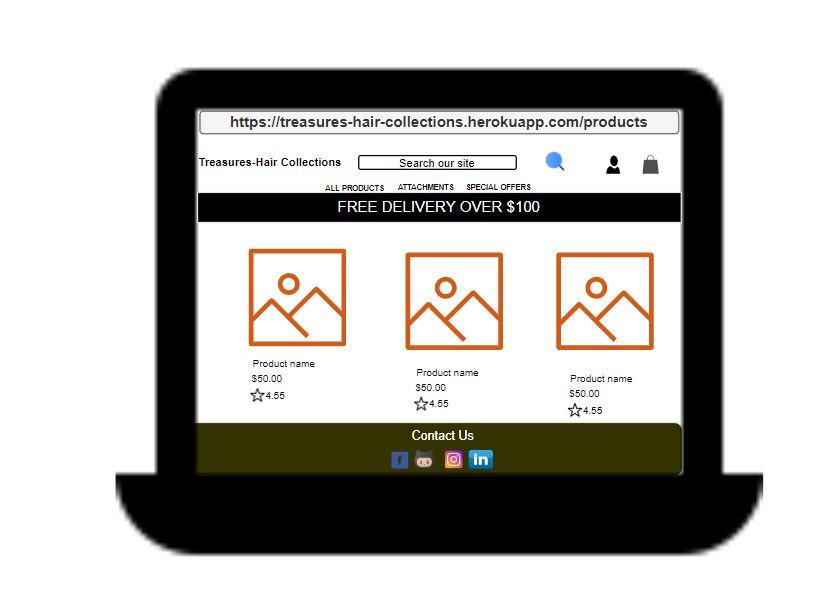 https://treasures-hair-collections.herokuapp.com/products
Treasures-Hair Collections
Search our site
ALL PRODUCTS ATTACHMENTS SPECIAL OFFERS
FREE DELIVERY OVER $100
Product name
$50.00
4.55
Product name
$50.00
4.55
Product name
$50.00
4.55
Contact Us
f
in